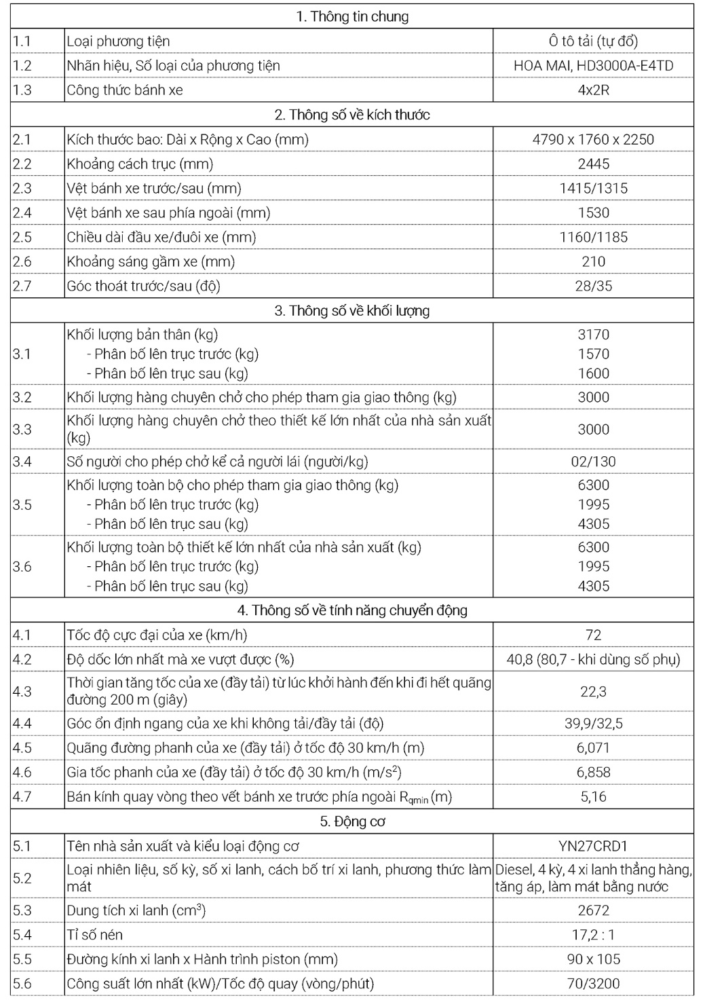 1. Thông tin chung
1.1 Loại phương tiện Ô tô tải (tự đổ)
1.2 Nhãn hiệu, Số loại của phương tiện HOA MAI, HD3000A-E4TD
1.3 Công thức bánh xe 4x2R
2. Thông số về kích thước
2.1 Kích thước bao: Dài x Rộng x Cao (mm) 4790 x 1760 x 2250
2.2 Khoảng cách trục (mm) 2445
2.3 Vệt bánh xe trước/sau (mm) 1415/1315
2.4 Vệt bánh xe sau phía ngoài (mm) 1530
2.5 Chiều dài đầu xe/đuôi xe (mm) 1160/1185
2.6 Khoảng sáng gầm xe (mm) 210
2.7 Góc thoát trước/sau (độ) 28/35
3. Thông số về khối lượng
Khối lượng bản thân (kg) 3170
3.1 - Phân bố lên trục trước (kg) 1570
- Phân bố lên trục sau (kg) 1600
3.2 Khối lượng hàng chuyên chở cho phép tham gia giao thông (kg) 3000
3.3 Khối lượng hàng chuyên chở theo thiết kế lớn nhất của nhà sản xuất
(kg) 3000
3.4 Số người cho phép chở kể cả người lái (người/kg) 02/130
Khối lượng toàn bộ cho phép tham gia giao thông (kg) 6300
3.5 - Phân bố lên trục trước (kg) 1995
- Phân bố lên trục sau (kg) 4305
Khối lượng toàn bộ thiết kế lớn nhất của nhà sản xuất (kg) 6300
3.6 - Phân bố lên trục trước (kg) 1995
- Phân bố lên trục sau (kg) 4305
4. Thông số về tính năng chuyển động
4.1 Tốc độ cực đại của xe (km/h) 72
4.2 Độ dốc lớn nhất mà xe vượt được (%) 40,8 (80,7 - khi dùng số phụ)
4.3 Thời gian tăng tốc của xe (đầy tải) từ lúc khởi hành đến khi đi hết quãng
đường 200 m (giây) 22,3
4.4 Góc ổn định ngang của xe khi không tải/đầy tải (độ) 39,9/32,5
4.5 Quãng đường phanh của xe (đầy tải) ở tốc độ 30 km/h (m) 6,071
4.6 Gia tốc phanh của xe (đầy tải) ở tốc độ 30 km/h (m/s²) 6,858
4.7 Bán kính quay vòng theo vết bánh xe trước phía ngoài Rqmin (m) 5,16
5. Động cơ
5.1 Tên nhà sản xuất và kiểu loại động cơ YN27CRD1
5.2 Loại nhiên liệu, số kỳ, số xi lanh, cách bố trí xi lanh, phương thức làm Diesel, 4 kỳ, 4 xi lanh thẳng hàng,
mát tăng áp, làm mát bằng nước
5.3 Dung tích xi lanh (cm³) 2672
5.4 Tỉ số nén 17,2 : 1
5.5 Đường kính xi lanh x Hành trình piston (mm) 90 x 105
5.6 Công suất lớn nhất (kW)/Tốc độ quay (vòng/phút) 70/3200